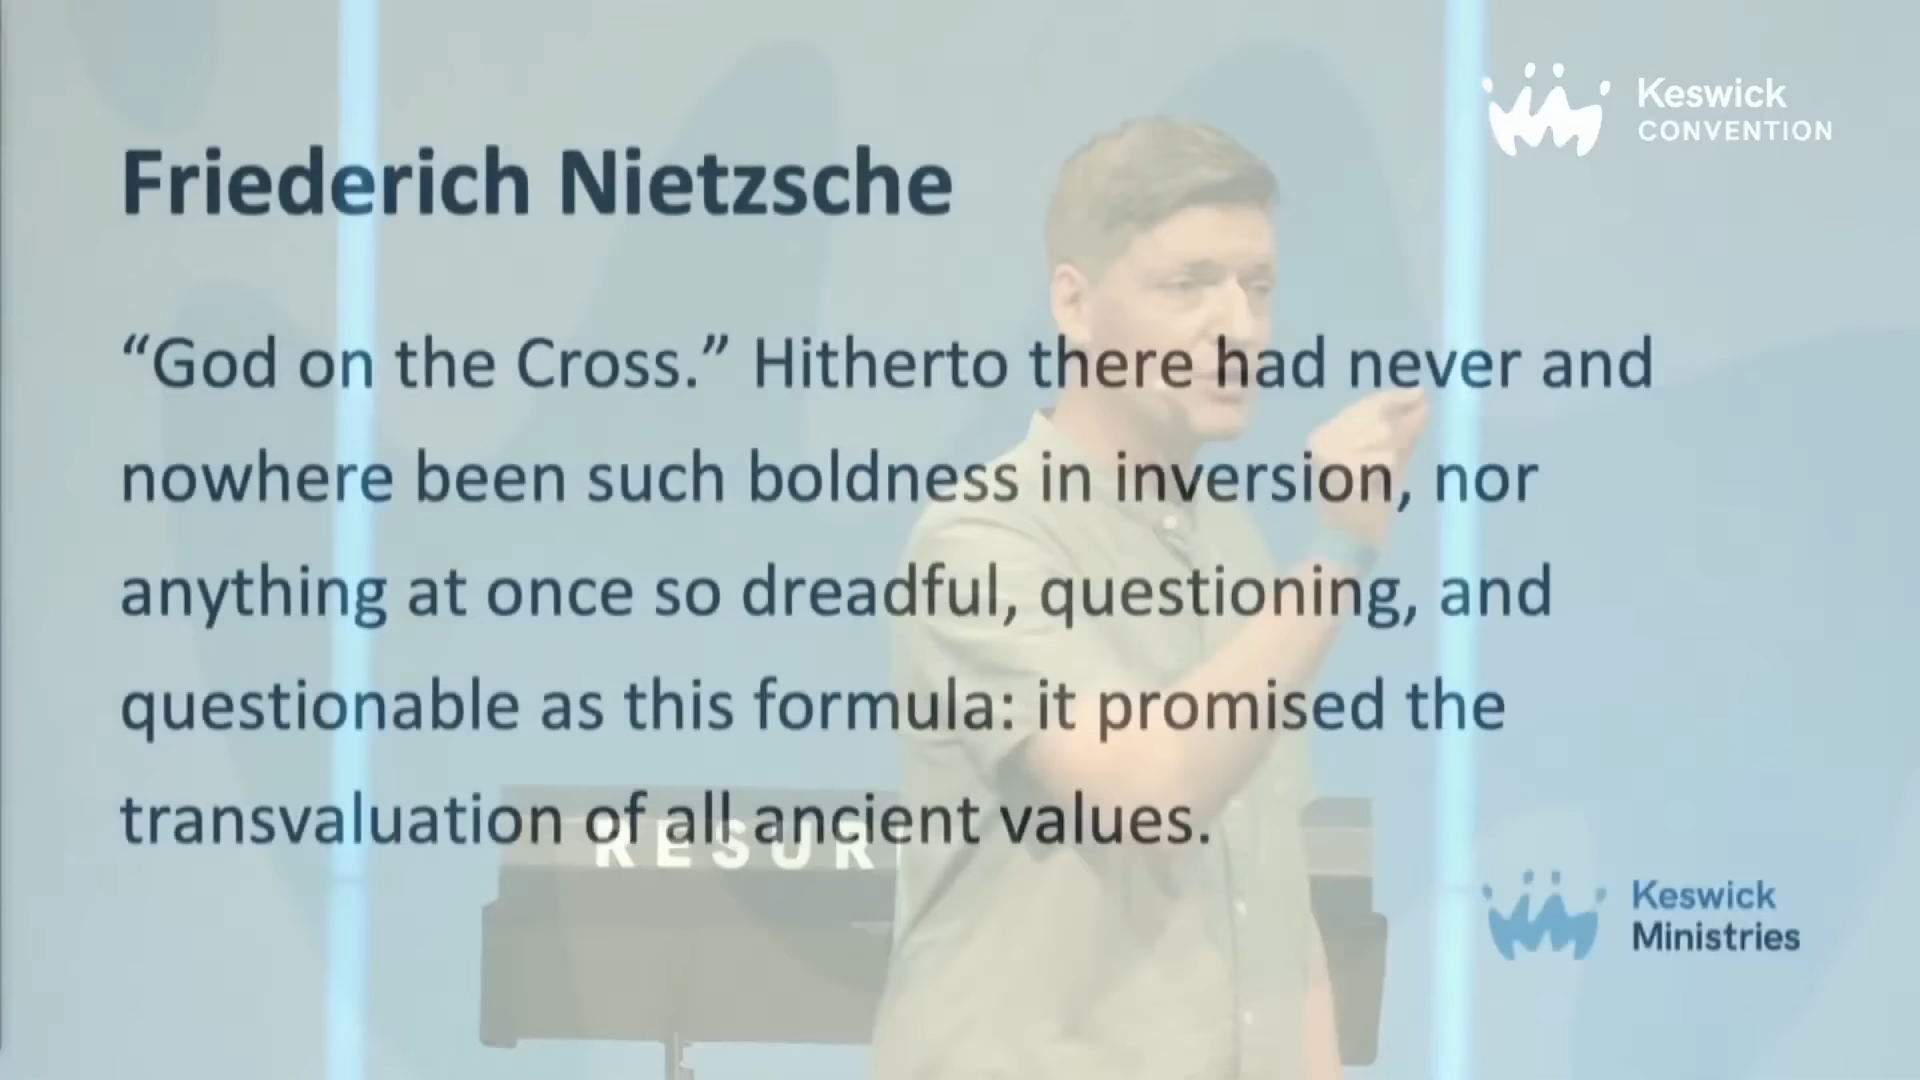 Keswick
CONVENTION
Friederich Nietzsche
“God on the Cross.” Hitherto there had never and
nowhere been such boldness in inversion, nor
anything at once so dreadful, questioning, and
questionable as this formula: it promised the
transvaluation of all ancient values.
RESUR
Keswick
Ministries